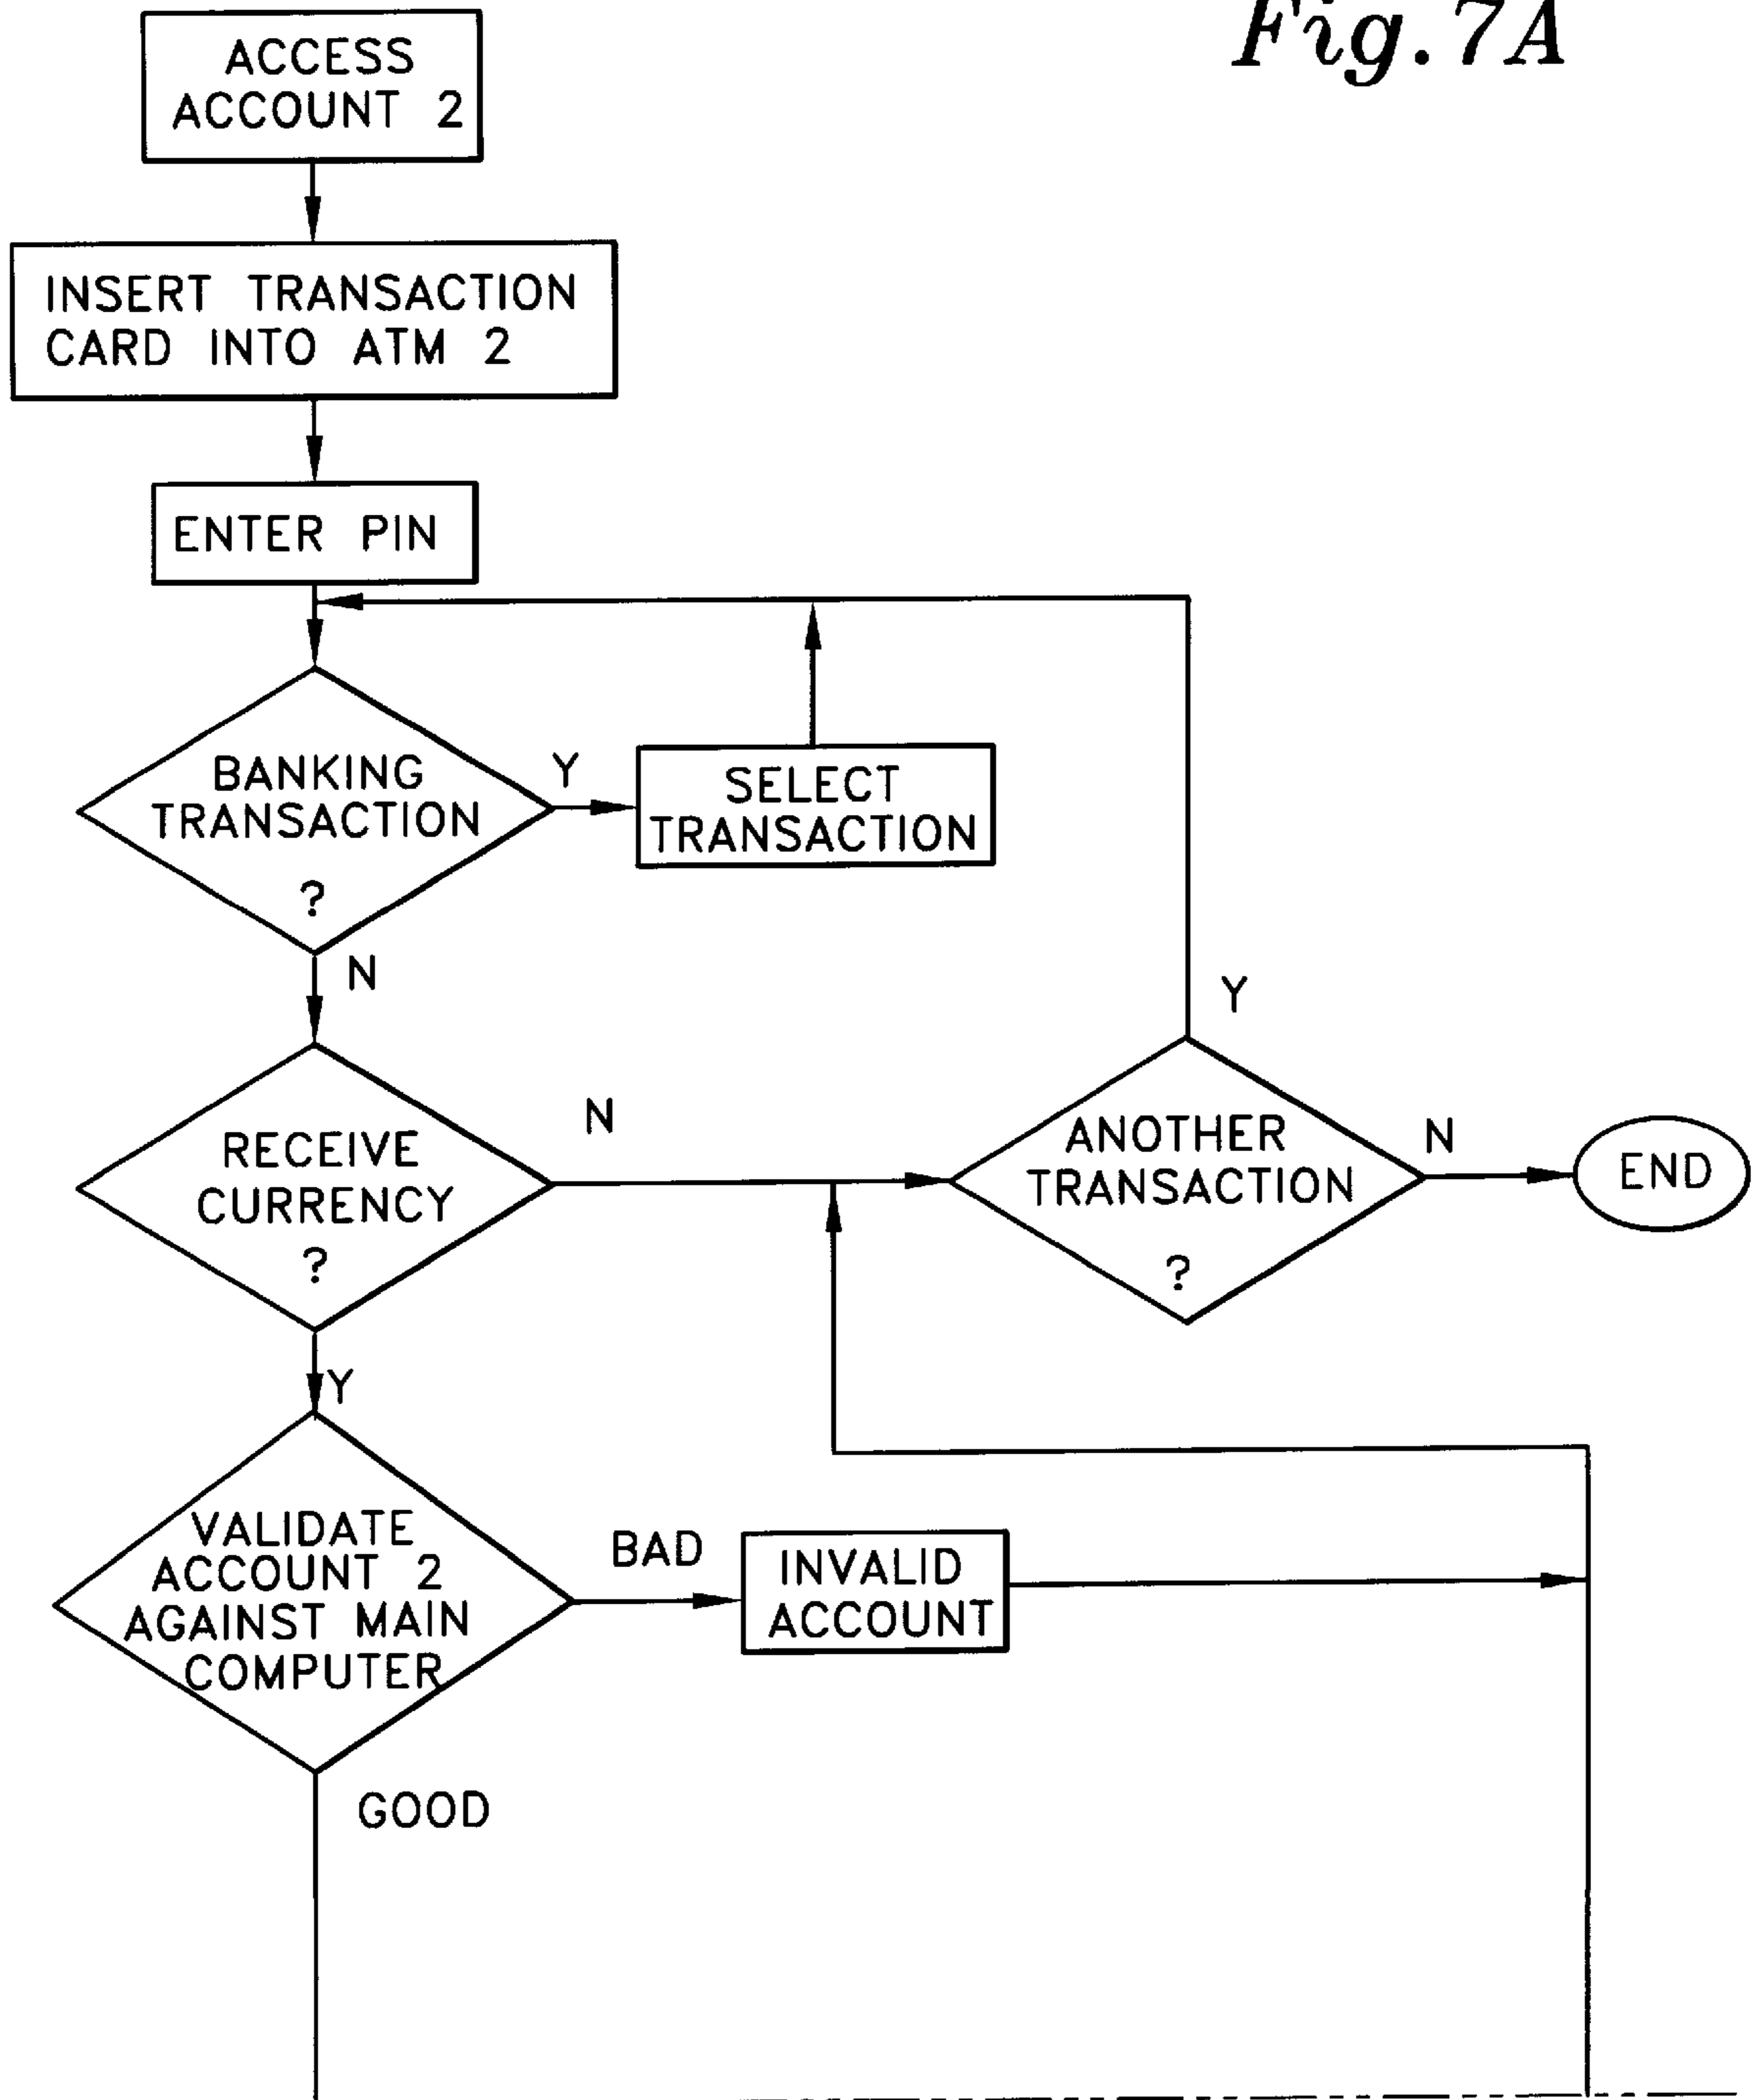 Fig. 7A
ACCESS
ACCOUNT 2
INSERT TRANSACTION
CARD INTO ATM 2
ENTER PIN
BANKING
TRANSACTION
?
Y
SELECT
TRANSACTION
N
Y
RECEIVE
CURRENCY
?
N
ANOTHER
TRANSACTION
?
N
END
Y
VALIDATE
ACCOUNT 2
AGAINST MAIN
COMPUTER
BAD
INVALID
ACCOUNT
GOOD